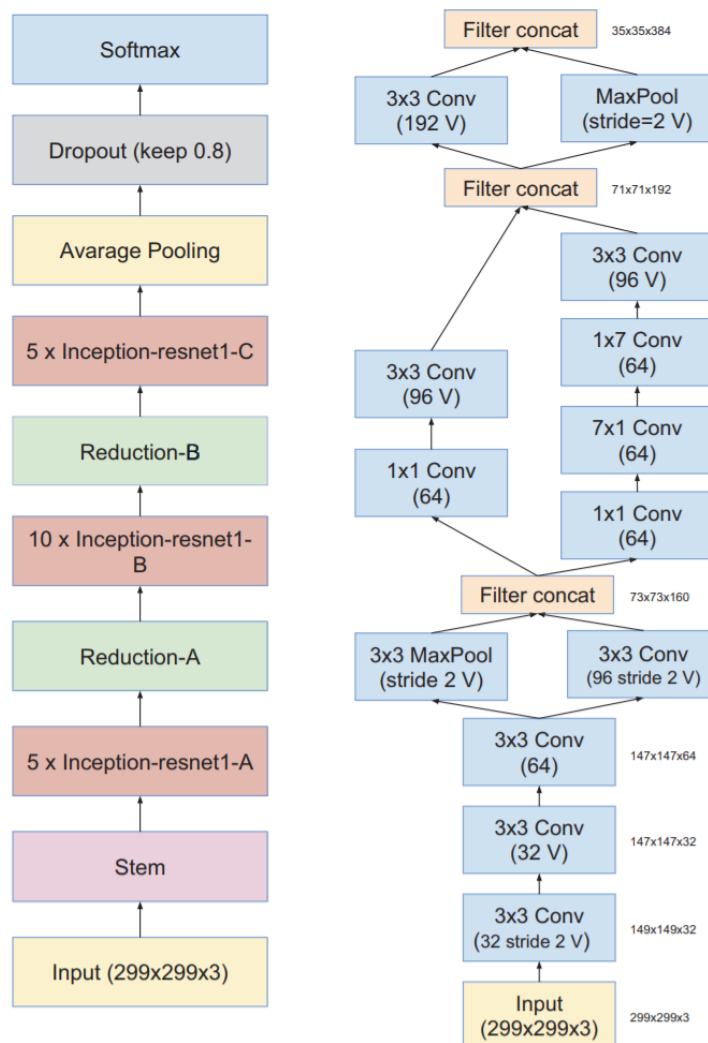 Softmax
Dropout (keep 0.8)
Avarage Pooling
5 x Inception-resnet1-C
Reduction-B
10 x Inception-resnet1-
B
Reduction-A
5 x Inception-resnet1-A
Stem
Input (299x299x3)
Filter concat
35x35x384
3x3 Conv
(192 V)
MaxPool
(stride=2 V)
Filter concat
71x71x192
3x3 Conv
(96 V)
1x7 Conv
(64)
3x3 Conv
(96 V)
7x1 Conv
(64)
1x1 Conv
(64)
1x1 Conv
(64)
Filter concat
73x73x160
3x3 MaxPool
(stride 2 V)
3x3 Conv
(96 stride 2 V)
3x3 Conv
(64)
147x147x64
3x3 Conv
(32 V)
147x147x32
3x3 Conv
(32 stride 2 V)
149x149x32
Input
(299x299x3)
299x299x3